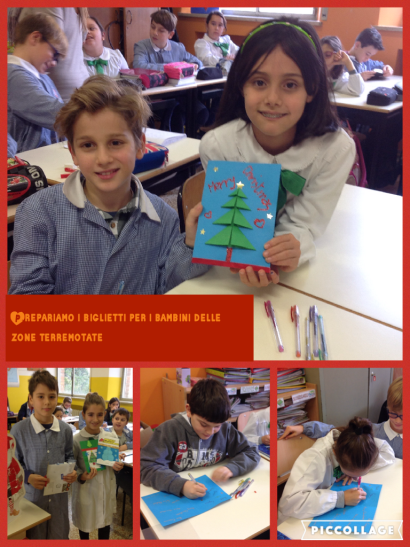 Merry Christmas
PREPARIAMO I BIGLIETTI PER I BAMBINI DELLE
ZONE TERREMOTATE
PICCOLLAGE